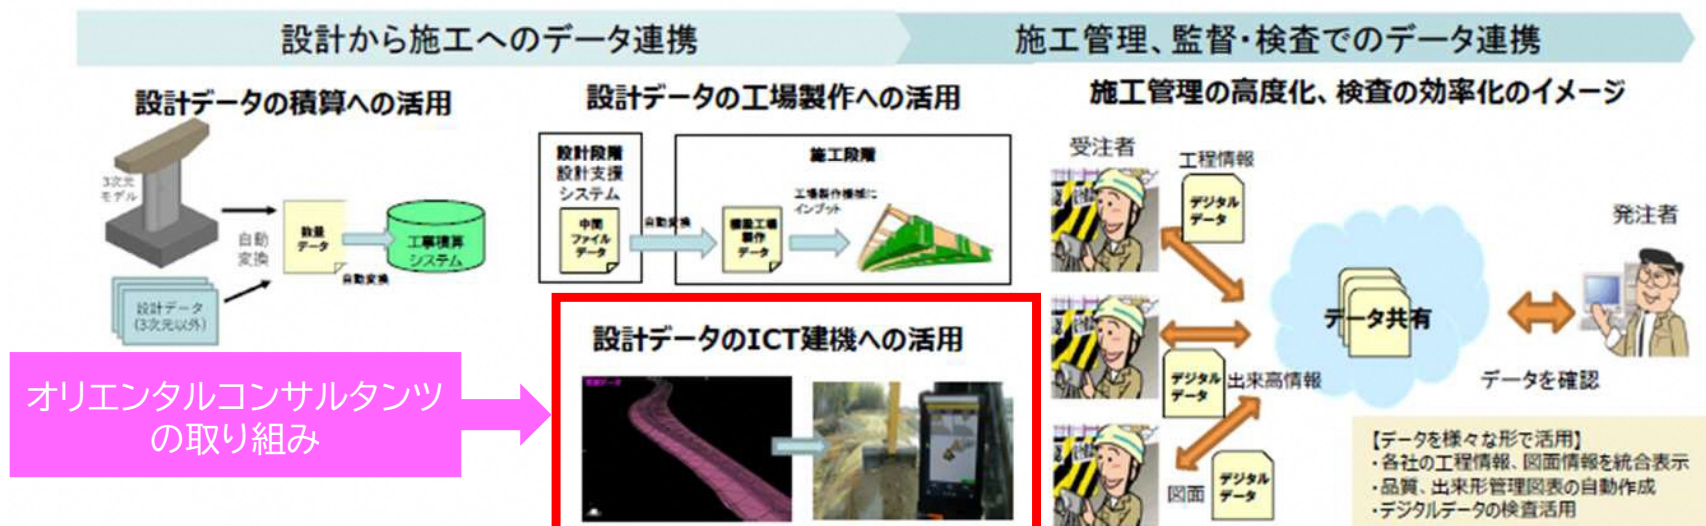 設計から施工へのデータ連携
施工管理、監督・検査でのデータ連携
設計データの積算への活用
3次元
モデル
自動
変換
数量
データ
自動変換
工事積算
システム
設計データ
(3次元以外)
設計データの工場製作への活用
設計段階
設計支援
システム
中間
ファイル
データ
自動変換
施工段階
橋梁工場
製作
データ
工場製作機械に
インプット
オリエンタルコンサルタンツ
の取り組み
設計データのICT建機への活用
施工管理の高度化、検査の効率化のイメージ
受注者
工程情報
デジタル
データ
デジタル
データ
出来高情報
図面
デジタル
データ
データ共有
発注者
データを確認
【データを様々な形で活用】
・各社の工程情報、図面情報を統合表示
・品質、出来形管理図表の自動作成
・デジタルデータの検査活用